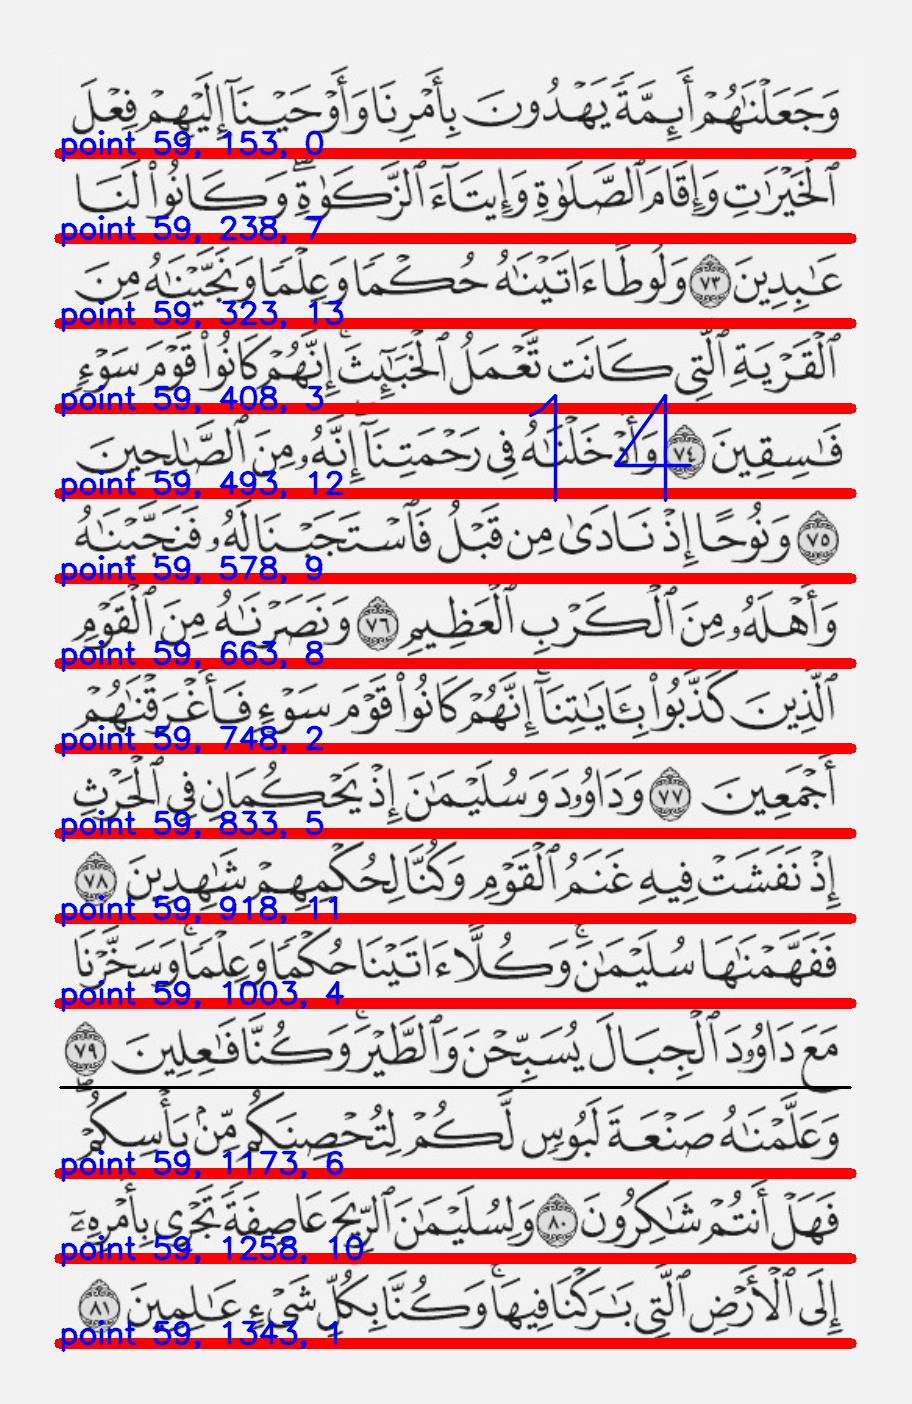 وَجَعَلْنَٰهُمْ أَئِمَّةً يَهْدُونَ بِأَمْرِنَا وَأَوْحَيْنَآ إِلَيْهِمْ فِعْلَ
point 59, 153, 0
ٱلْخَيْرَٰتِ وَإِقَامَ ٱلصَّلَوٰةِ وَإِيتَآءَ ٱلزَّكَوٰةِ ۖ وَكَانُوا۟ لَنَا
point 59, 238, 7
عَٰبِدِينَ ٧٣ وَلُوطًا ءَاتَيْنَٰهُ حُكْمًا وَعِلْمًا وَنَجَّيْنَٰهُ مِنَ
point 59, 323, 13
ٱلْقَرْيَةِ ٱلَّتِى كَانَت تَّعْمَلُ ٱلْخَبَٰٓئِثَ ۗ إِنَّهُمْ كَانُوا۟ قَوْمَ سَوْءٍ
point 59, 408, 3
فَٰسِقِينَ ٧٤ وَأَدْخَلْنَٰهُ فِى رَحْمَتِنَآ ۖ إِنَّهُۥ مِنَ ٱلصَّٰلِحِينَ
14
point 59, 493, 12
٧٥ وَنُوحًا إِذْ نَادَىٰ مِن قَبْلُ فَٱسْتَجَبْنَا لَهُۥ فَنَجَّيْنَٰهُ
point 59, 578, 9
وَأَهْلَهُۥ مِنَ ٱلْكَرْبِ ٱلْعَظِيمِ ٧٦ وَنَصَرْنَٰهُ مِنَ ٱلْقَوْمِ
point 59, 663, 8
ٱلَّذِينَ كَذَّبُوا۟ بِـَٔايَٰتِنَآ ۚ إِنَّهُمْ كَانُوا۟ قَوْمَ سَوْءٍ فَأَغْرَقْنَٰهُمْ
point 59, 748, 2
أَجْمَعِينَ ٧٧ وَدَاوُۥدَ وَسُلَيْمَٰنَ إِذْ يَحْكُمَانِ فِى ٱلْحَرْثِ
point 59, 833, 5
إِذْ نَفَشَتْ فِيهِ غَنَمُ ٱلْقَوْمِ وَكُنَّا لِحُكْمِهِمْ شَٰهِدِينَ ٧٨
point 59, 918, 11
فَفَهَّمْنَٰهَا سُلَيْمَٰنَ ۚ وَكُلًّا ءَاتَيْنَا حُكْمًا وَعِلْمًا ۚ وَسَخَّرْنَا
point 59, 1003, 4
مَعَ دَاوُۥدَ ٱلْجِبَالَ يُسَبِّحْنَ وَٱلطَّيْرَ ۚ وَكُنَّا فَٰعِلِينَ ٧٩
وَعَلَّمْنَٰهُ صَنْعَةَ لَبُوسٍ لَّكُمْ لِتُحْصِنَكُم مِّنۢ بَأْسِكُمْ ۖ
point 59, 1173, 6
فَهَلْ أَنتُمْ شَٰكِرُونَ ٨٠ وَلِسُلَيْمَٰنَ ٱلرِّيحَ عَاصِفَةً تَجْرِى بِأَمْرِهِۦٓ
point 59, 1258, 10
إِلَى ٱلْأَرْضِ ٱلَّتِى بَٰرَكْنَا فِيهَا ۚ وَكُنَّا بِكُلِّ شَىْءٍ عَٰلِمِينَ ٨١
point 59, 1343, 1